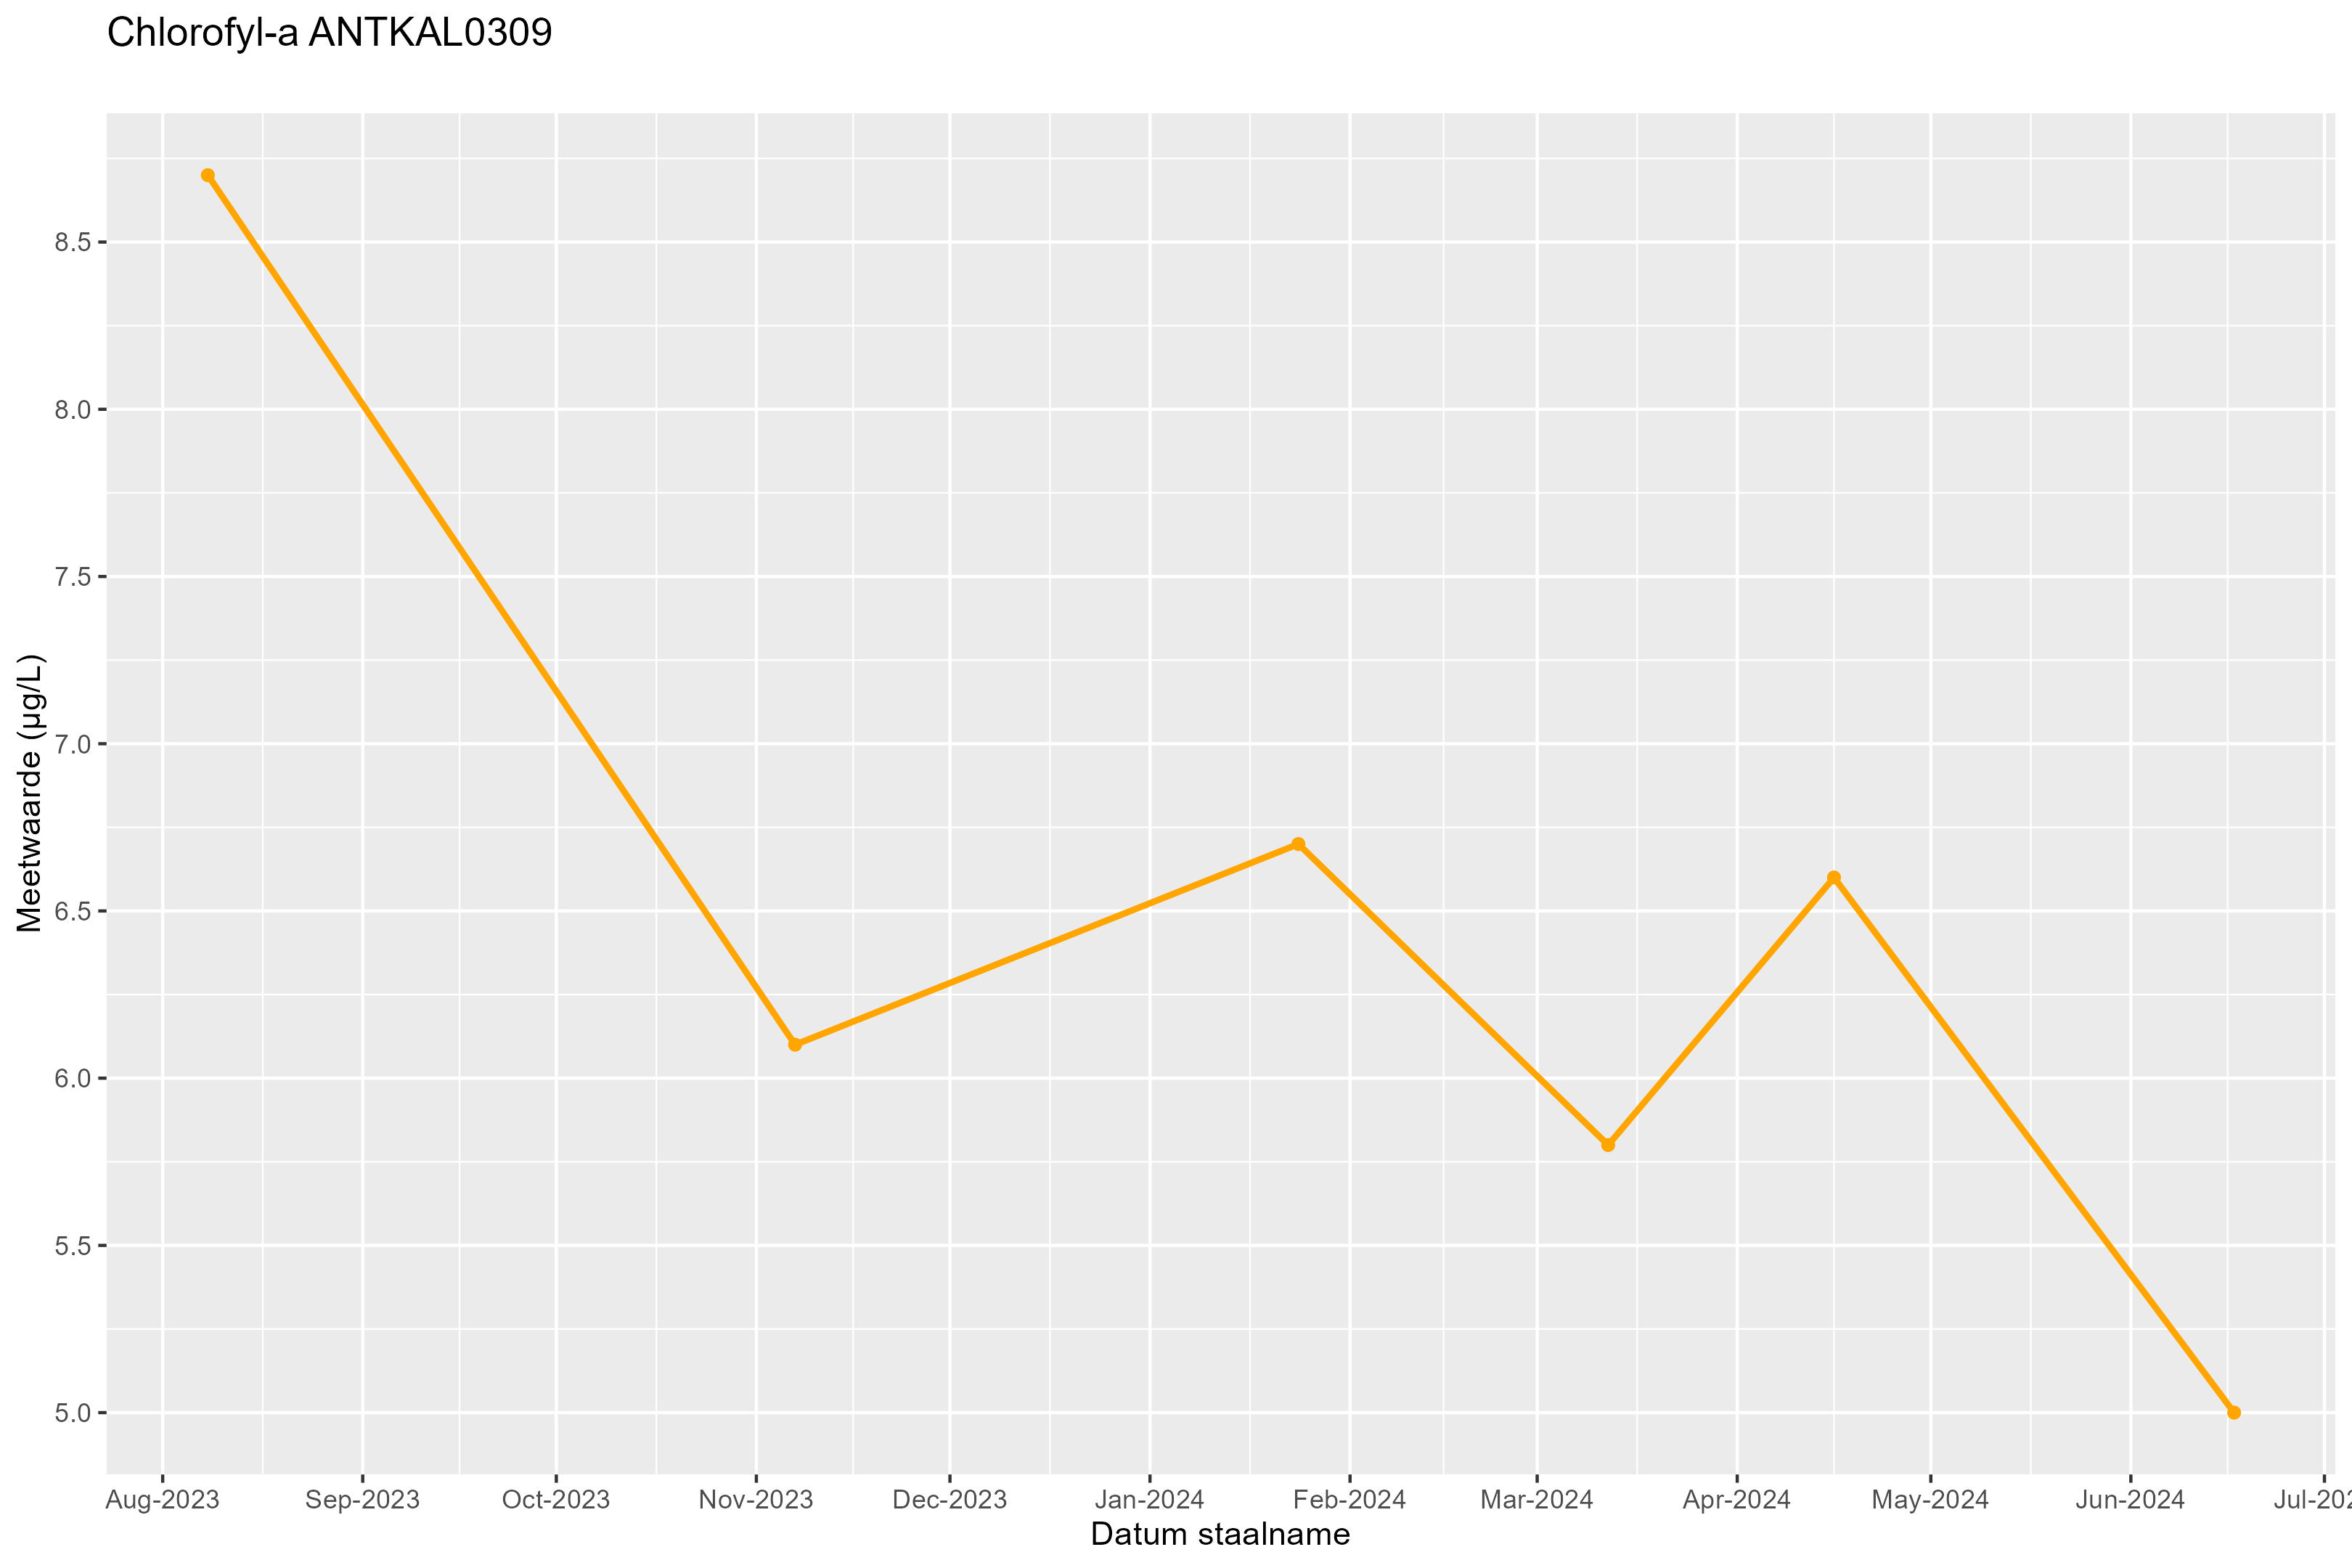 Chlorofyl-a ANTKAL0309
Meetwaarde (µg/L)
8.5
8.0
7.5
7.0
6.5
6.0
5.5
5.0
Aug-2023 Sep-2023 Oct-2023 Nov-2023 Dec-2023 Jan-2024 Feb-2024 Mar-2024 Apr-2024 May-2024 Jun-2024 Jul-202
Datum staalname